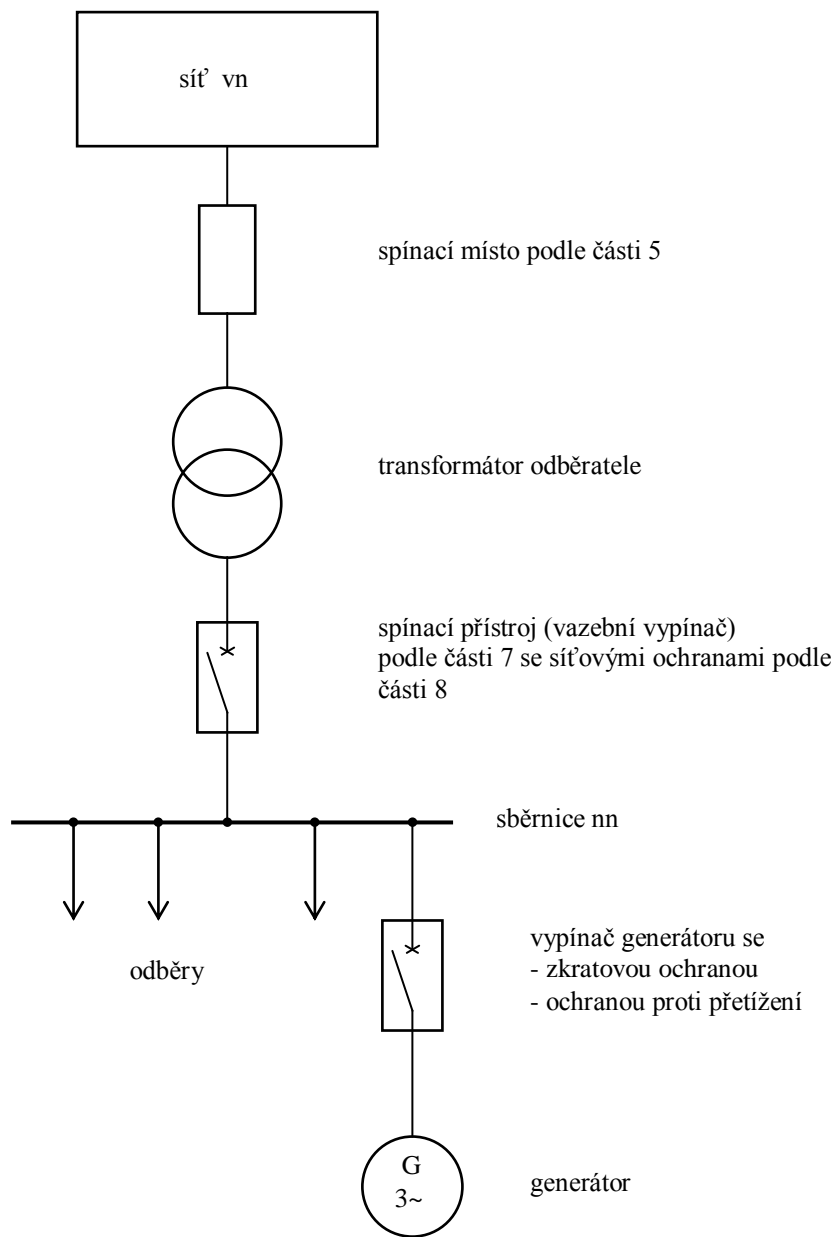 síť vn
spínací místo podle části 5
transformátor odběratele
spínací přístroj (vazební vypínač)
podle části 7 se síťovými ochranami podle
části 8
sběrnice nn
odběry
vypínač generátoru se
- zkratovou ochranou
- ochranou proti přetížení
G
3~
generátor